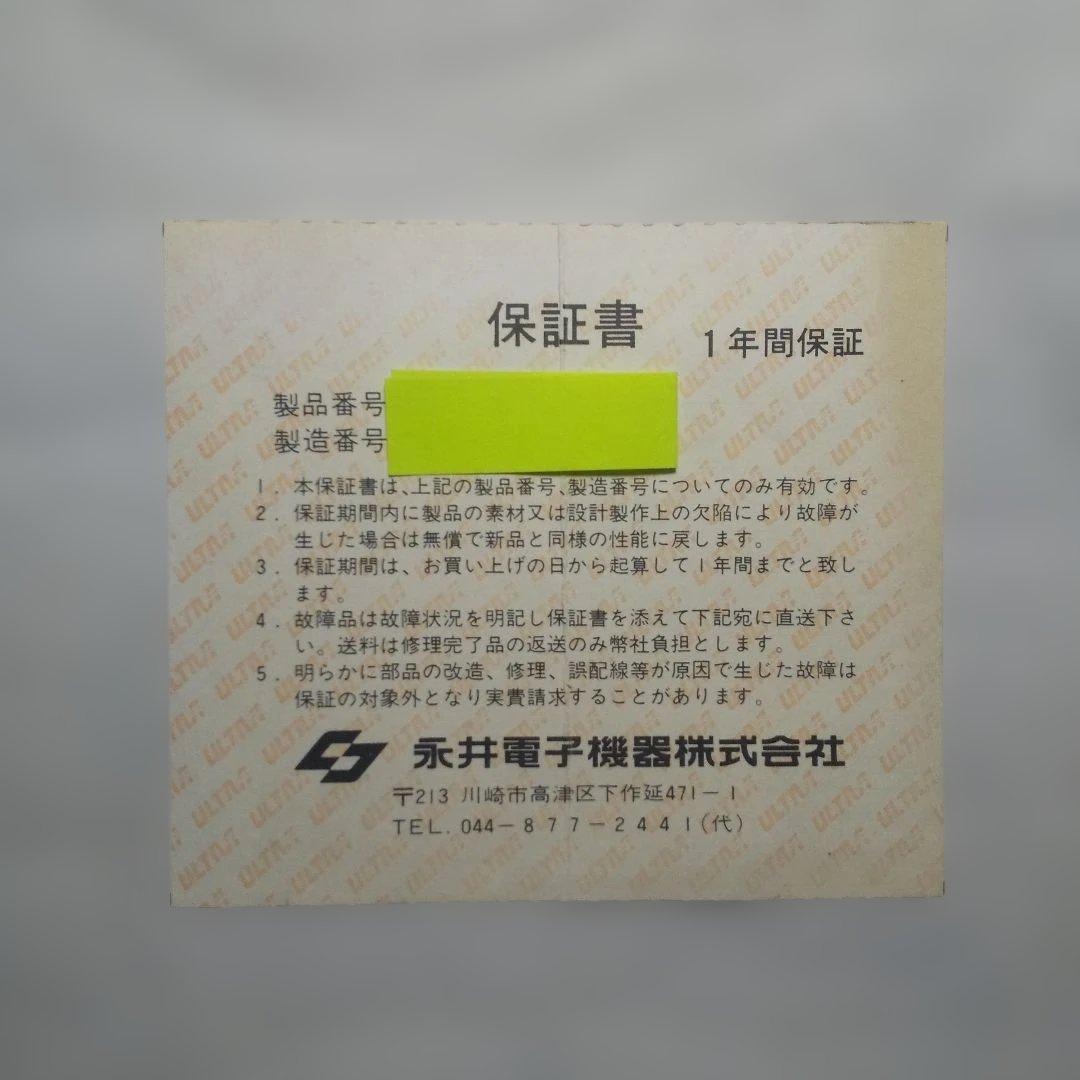 保証書 1年間保証
製品番号
製造番号
1. 本保証書は、上記の製品番号、製造番号についてのみ有効です。
2. 保証期間内に製品の素材又は設計製作上の欠陥により故障が
生じた場合は無償で新品と同様の性能に戻します。
3. 保証期間は、お買い上げの日から起算して1年間までと致し
ます。
4. 故障品は故障状況を明記し保証書を添えて下記宛に直送下さ
い。送料は修理完了品の返送のみ幣社負担とします。
5. 明らかに部品の改造、修理、誤配線等が原因で生じた故障は
保証の対象外となり実費請求することがあります。
永井電子機器株式会社
〒213 川崎市高津区下作延471-1
TEL. 044-877-2441(代)
ULTRA